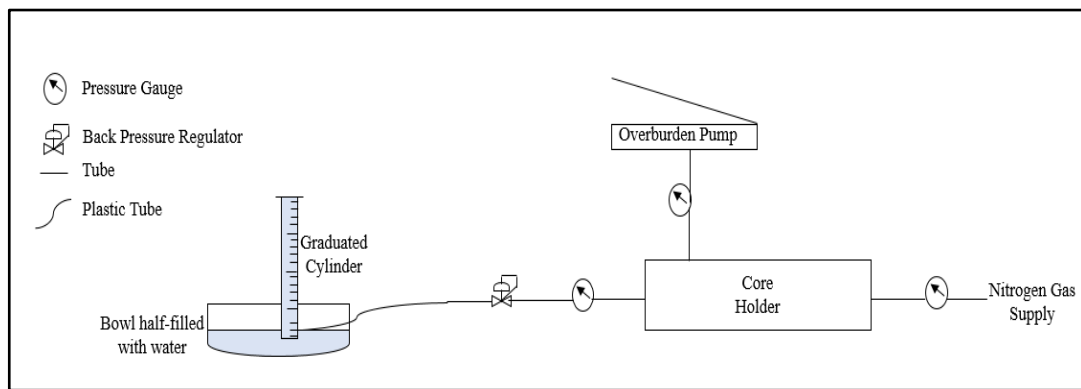 Pressure Gauge
Back Pressure Regulator
Tube
Plastic Tube
Overburden Pump
Graduated
Cylinder
Core
Holder
Nitrogen Gas
Supply
Bowl half-filled
with water